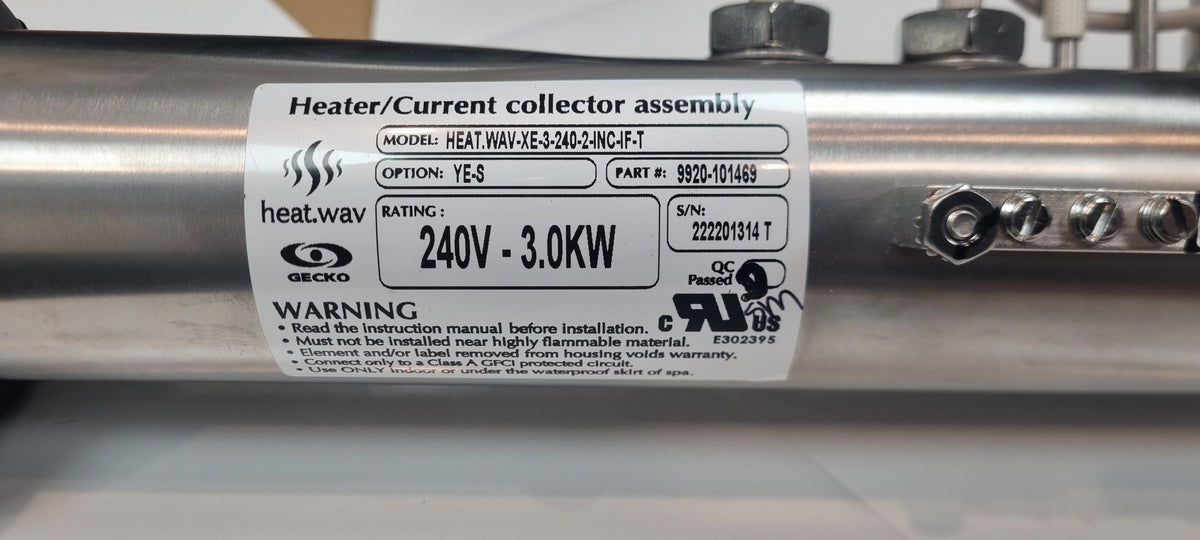 Heater/Current collector assembly
MODEL: HEAT.WAV-XE-3-240-2-INC-IF-T
OPTION: YE-S
PART #: 9920-101469
heat.wav
GECKO
RATING :
240V - 3.0KW
S/N:
222201314 T
QC
Passed
WARNING
• Read the instruction manual before installation.
• Must not be installed near highly flammable material.
• Element and/or label removed from housing voids warranty.
• Connect only to a Class A GFCI protected circuit.
• Use ONLY Indoor or under the waterproof skirt of spa.
C RU US
E302395